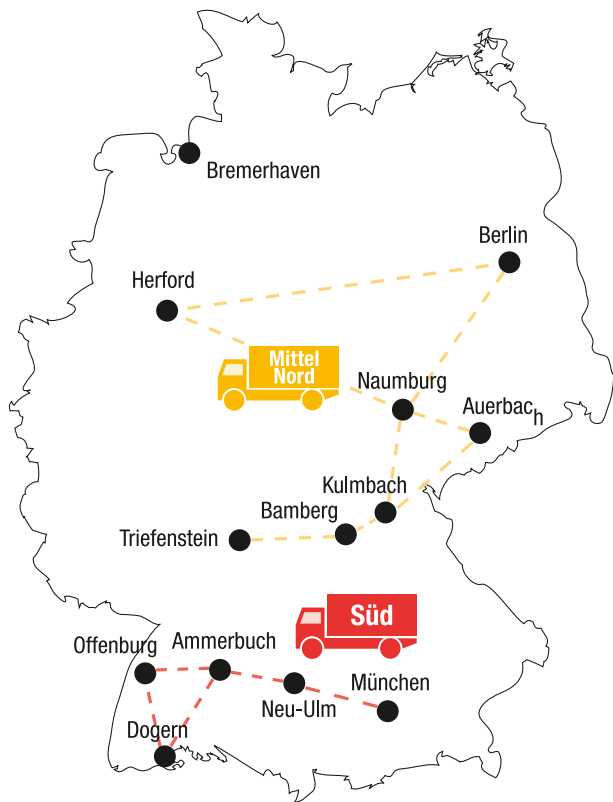 Bremerhaven
Berlin
Herford
Mittel
Nord
Naumburg
Auerbach
Kulmbach
Bamberg
Triefenstein
Süd
Offenburg
Ammerbuch
München
Neu-Ulm
Dogern